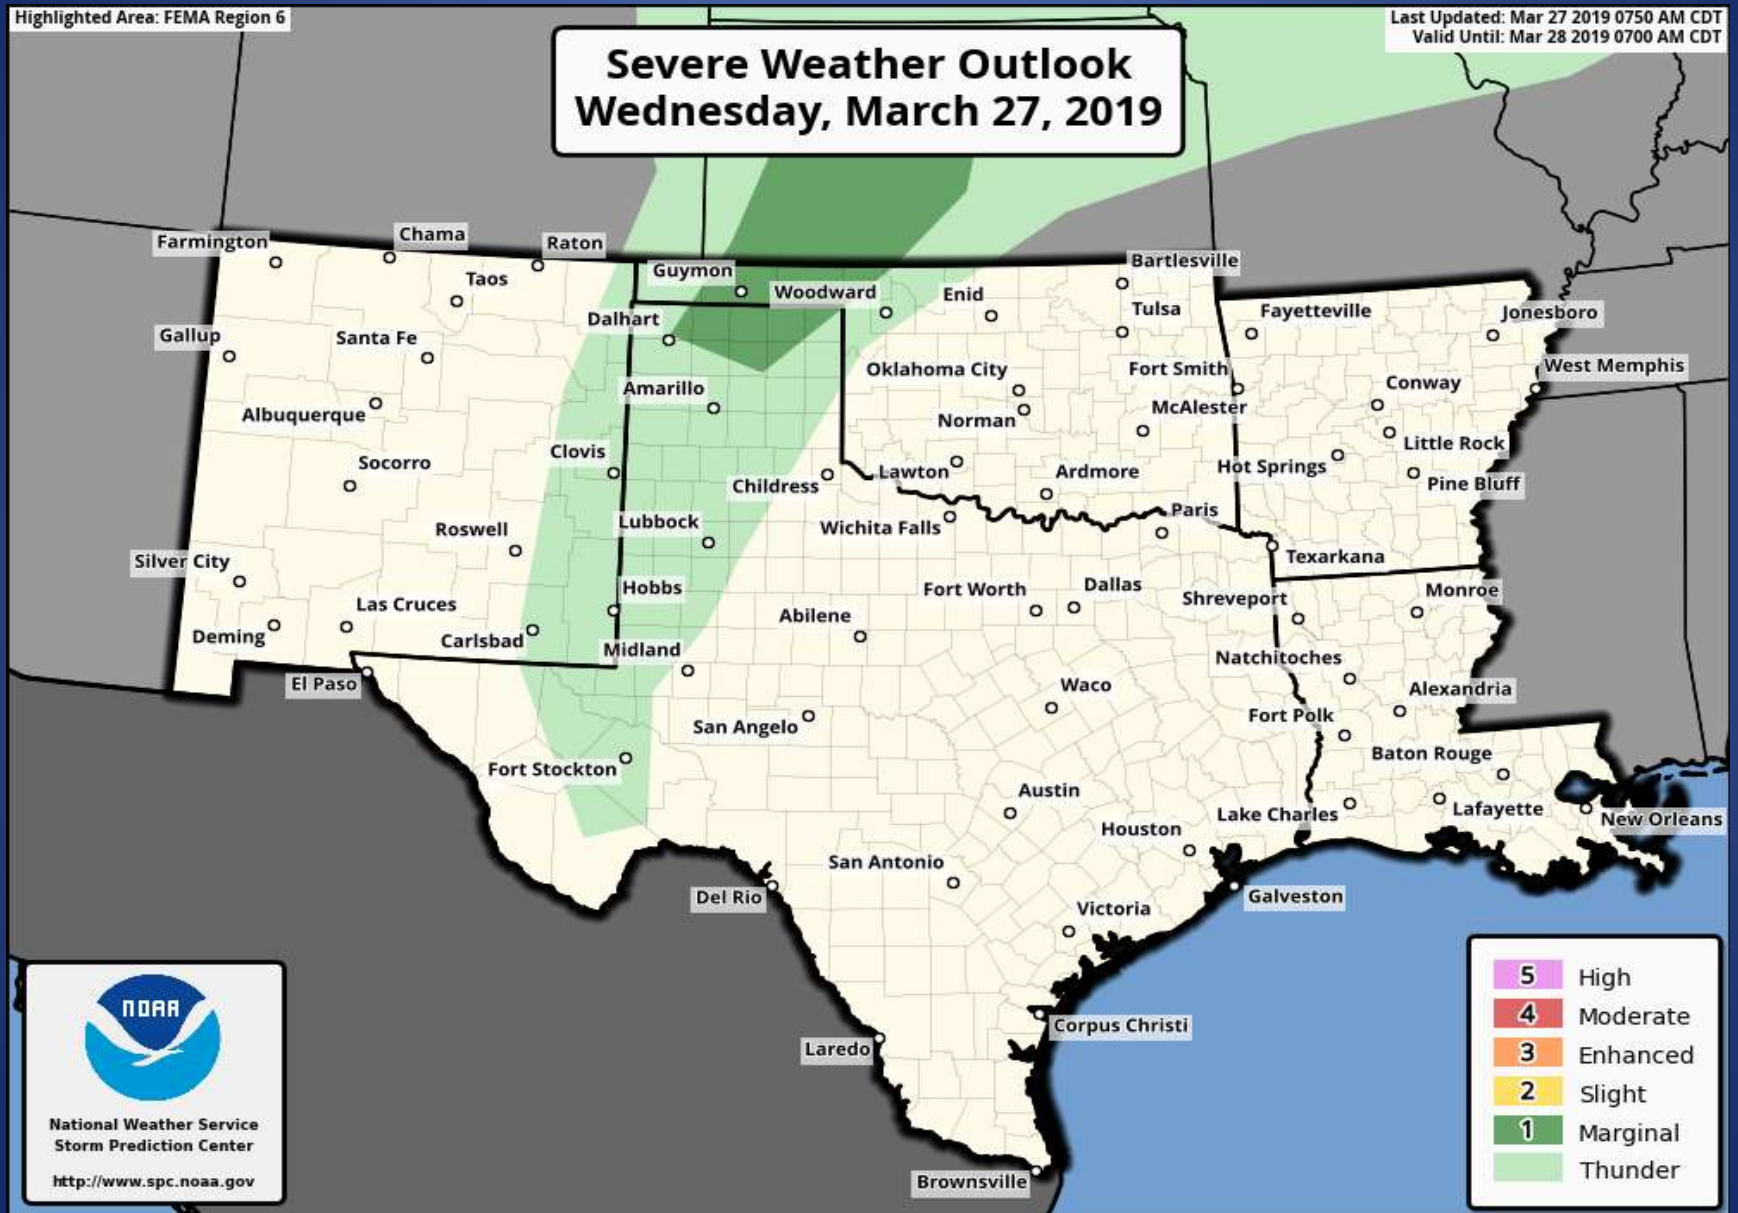 Highlighted Area: FEMA Region 6
Last Updated: Mar 27 2019 0750 AM CDT
Valid Until: Mar 28 2019 0700 AM CDT
Severe Weather Outlook
Wednesday, March 27, 2019
Farmington
Chama
Raton
Taos
Guymon
Woodward
Enid
Bartlesville
Tulsa
Fayetteville
Jonesboro
Gallup
Santa Fe
Dalhart
Oklahoma City
Fort Smith
West Memphis
Albuquerque
Amarillo
Norman
McAlester
Conway
Little Rock
Socorro
Clovis
Childress
Lawton
Ardmore
Hot Springs
Pine Bluff
Roswell
Lubbock
Wichita Falls
Paris
Texarkana
Silver City
Hobbs
Las Cruces
Deming
Carlsbad
Midland
Abilene
Fort Worth
Dallas
Shreveport
Monroe
El Paso
San Angelo
Waco
Natchitoches
Alexandria
Fort Polk
Fort Stockton
Baton Rouge
Austin
Houston
Lake Charles
Lafayette
New Orleans
San Antonio
Del Rio
Galveston
Victoria
Laredo
Corpus Christi
Brownsville
NOAA
National Weather Service
Storm Prediction Center
http://www.spc.noaa.gov
5 High
4 Moderate
3 Enhanced
2 Slight
1 Marginal
Thunder